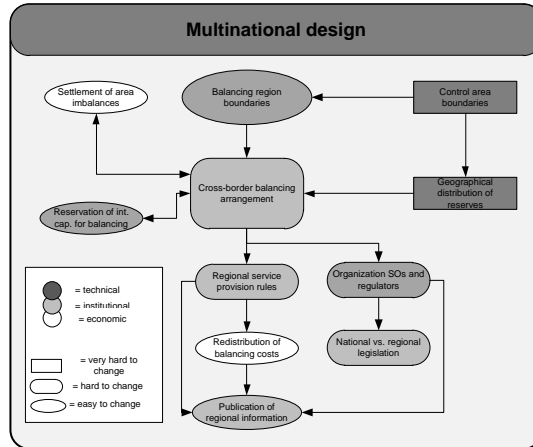 Multinational design
Settlement of area
imbalances
Balancing region
boundaries
Control area
boundaries
Cross-border balancing
arrangement
Geographical
distribution of
reserves
Reservation of int.
cap. for balancing
Regional service
provision rules
Organization SOs and
regulators
Redistribution of
balancing costs
National vs. regional
legislation
Publication of
regional information
= technical
= institutional
= economic
= very hard to
change
= hard to change
= easy to change